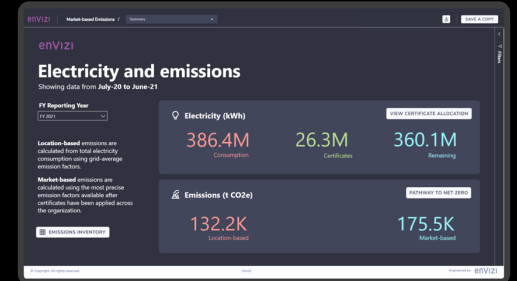 envizi Market-based Emissions / Summary SAVE A COPY
envizi
Filters
Electricity and emissions
Showing data from July-20 to June-21
FY Reporting Year
FY 2021
Location-based emissions are
calculated from total electricity
consumption using grid-average
emission factors.
Market-based emissions are
calculated using the most precise
emission factors available after
certificates have been applied across
the organization.
EMISSIONS INVENTORY
Electricity (kWh)
VIEW CERTIFICATE ALLOCATION
386.4M 26.3M 360.1M
Consumption Certificates Remaining
Emissions (t CO2e)
PATHWAY TO NET ZERO
132.2K 175.5K
Location-based Market-based
© Copyright. All rights reserved. Engineered by envizi